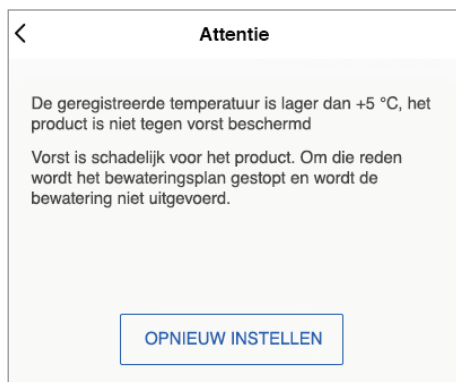 Attentie
De geregistreerde temperatuur is lager dan +5 °C, het
product is niet tegen vorst beschermd
Vorst is schadelijk voor het product. Om die reden
wordt het bewateringsplan gestopt en wordt de
bewatering niet uitgevoerd.
OPNIEUW INSTELLEN